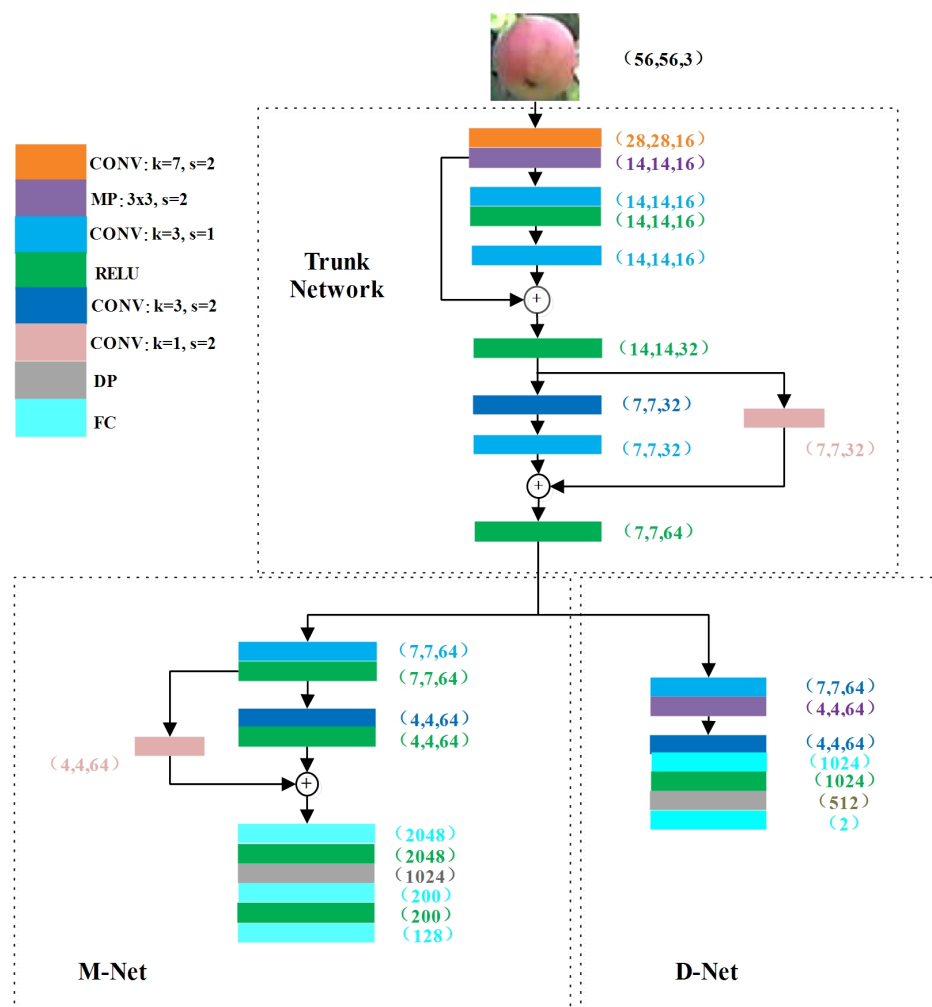 （56,56,3）
CONV: k=7, s=2
MP: 3x3, s=2
CONV: k=3, s=1
RELU
CONV: k=3, s=2
CONV: k=1, s=2
DP
FC
Trunk
Network
（28,28,16）
（14,14,16）
（14,14,16）
（14,14,16）
（14,14,16）
+
（14,14,32）
（7,7,32）
（7,7,32）
（7,7,32）
+
（7,7,64）
（7,7,64）
（7,7,64）
（4,4,64）
（4,4,64）
（4,4,64）
+
（2048）
（2048）
（1024）
（200）
（200）
（128）
M-Net
（7,7,64）
（4,4,64）
（4,4,64）
（1024）
（1024）
（512）
（2）
D-Net